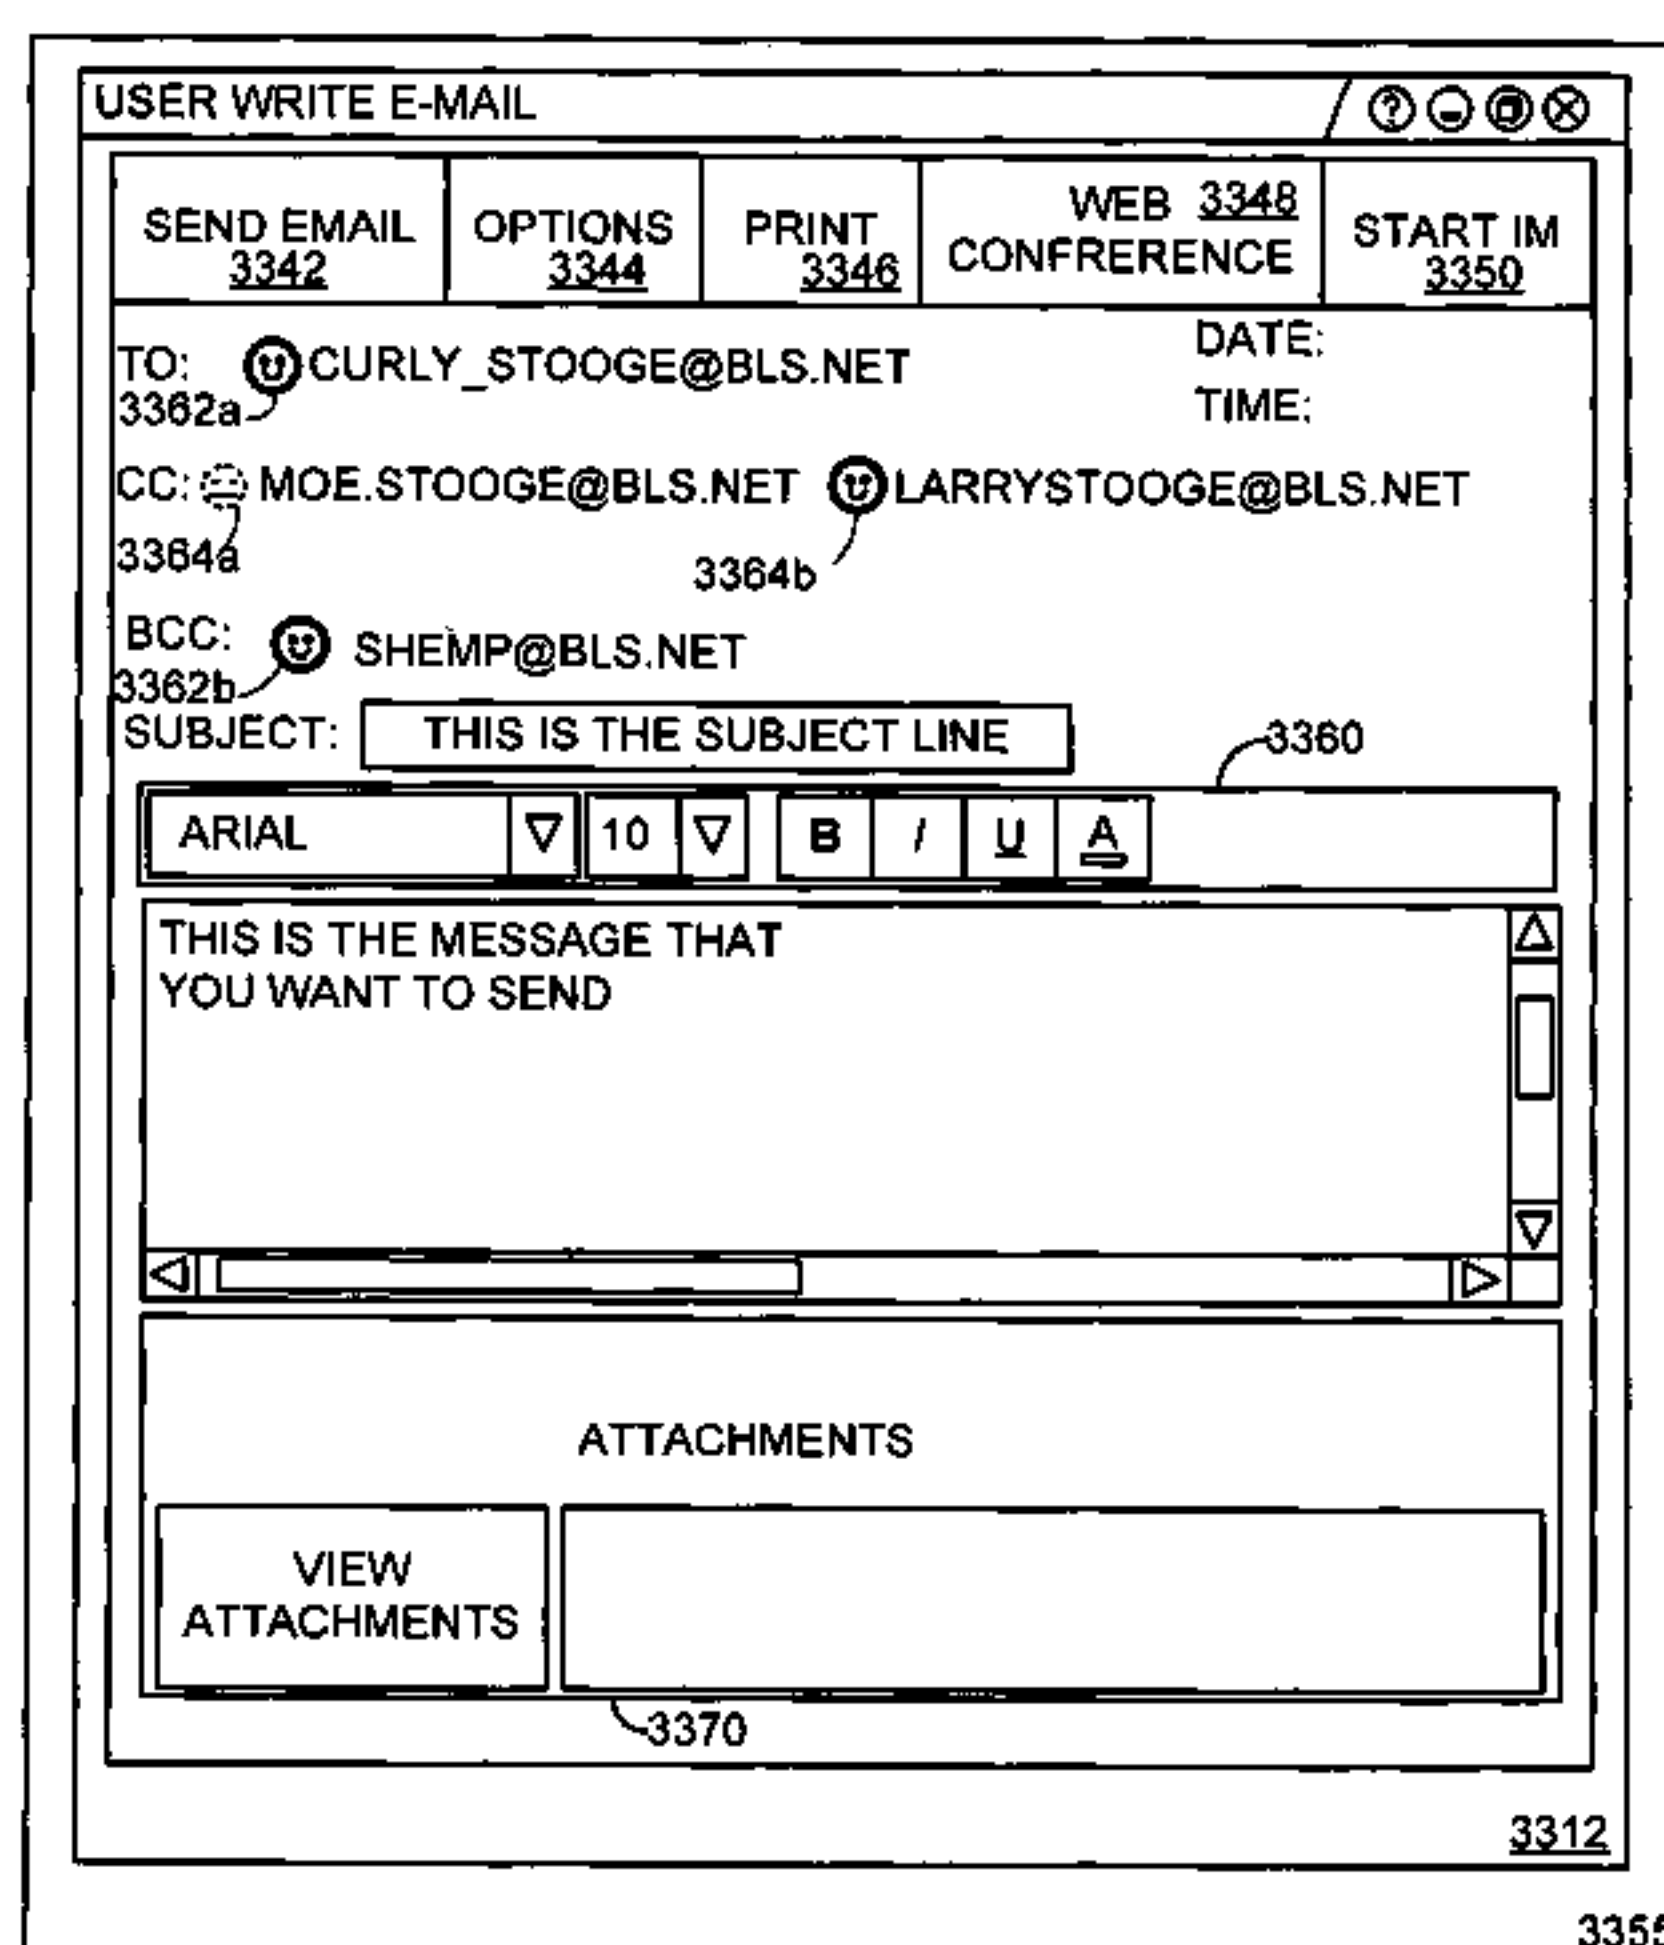 USER WRITE E-MAIL ?
SEND EMAIL 3342
OPTIONS 3344
PRINT 3346
WEB 3348 CONFRERENCE
START IM 3350
TO: CURLY_STOOGE@BLS.NET DATE:
3362a TIME:
CC: MOE.STOOGE@BLS.NET LARRYSTOOGE@BLS.NET
3364a 3364b
BCC: SHEMP@BLS.NET
3362b
SUBJECT: THIS IS THE SUBJECT LINE 3360
ARIAL 10 B I U A
THIS IS THE MESSAGE THAT
YOU WANT TO SEND
ATTACHMENTS
VIEW
ATTACHMENTS
3370
3312
3355